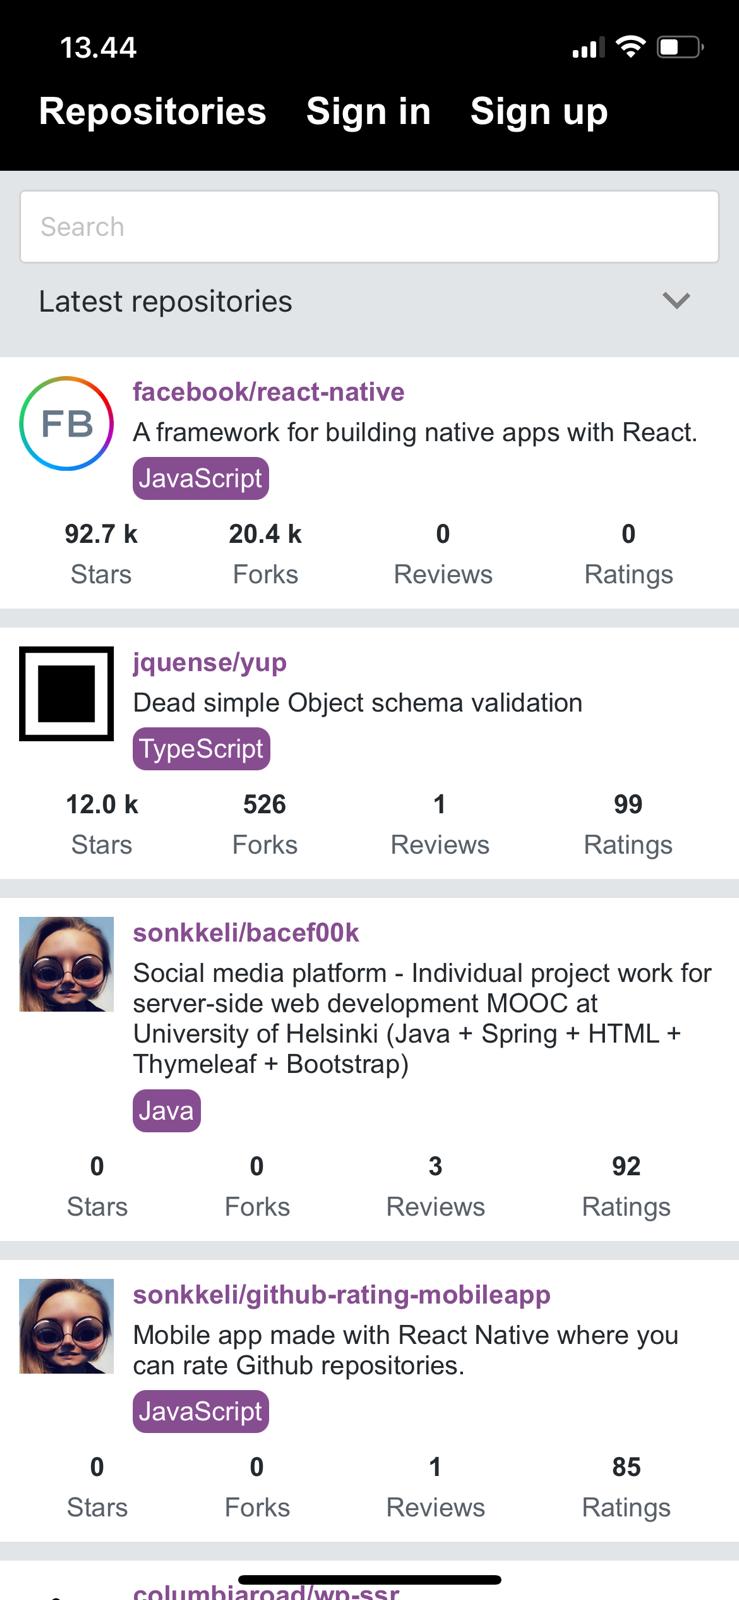 13.44
Repositories Sign in Sign up
Search
Latest repositories
FB
facebook/react-native
A framework for building native apps with React.
JavaScript
92.7 k 20.4 k 0 0
Stars Forks Reviews Ratings
jquense/yup
Dead simple Object schema validation
TypeScript
12.0 k 526 1 99
Stars Forks Reviews Ratings
sonkkeli/bacef00k
Social media platform - Individual project work for
server-side web development MOOC at
University of Helsinki (Java + Spring + HTML +
Thymeleaf + Bootstrap)
Java
0 0 3 92
Stars Forks Reviews Ratings
sonkkeli/github-rating-mobileapp
Mobile app made with React Native where you
can rate Github repositories.
JavaScript
0 0 1 85
Stars Forks Reviews Ratings
columbiaroad/wp-ssr